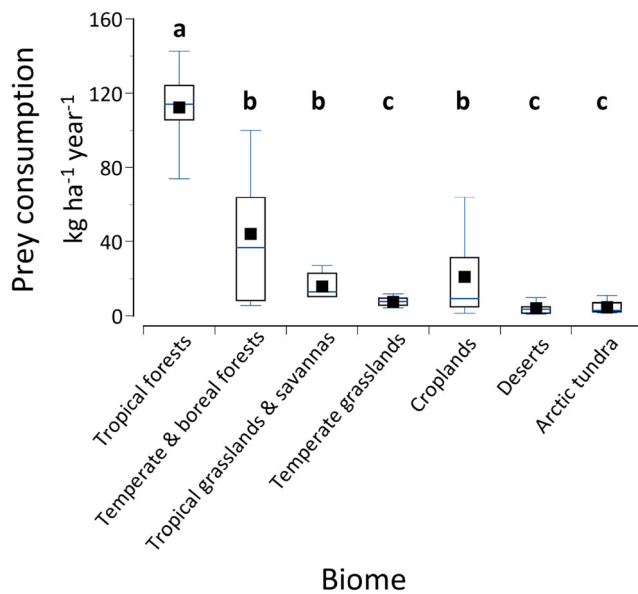 Prey consumption
kg ha⁻¹ year⁻¹
160
120
80
40
0
a
b
b
c
b
c
c
Tropical forests
Temperate & boreal forests
Tropical grasslands & savannas
Temperate grasslands
Croplands
Deserts
Arctic tundra
Biome